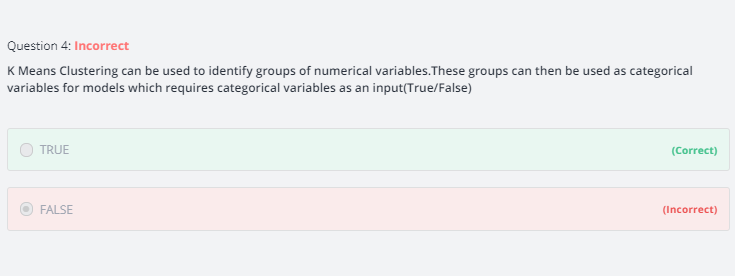 Question 4: Incorrect
K Means Clustering can be used to identify groups of numerical variables.These groups can then be used as categorical
variables for models which requires categorical variables as an input(True/False)
TRUE (Correct)
FALSE (Incorrect)